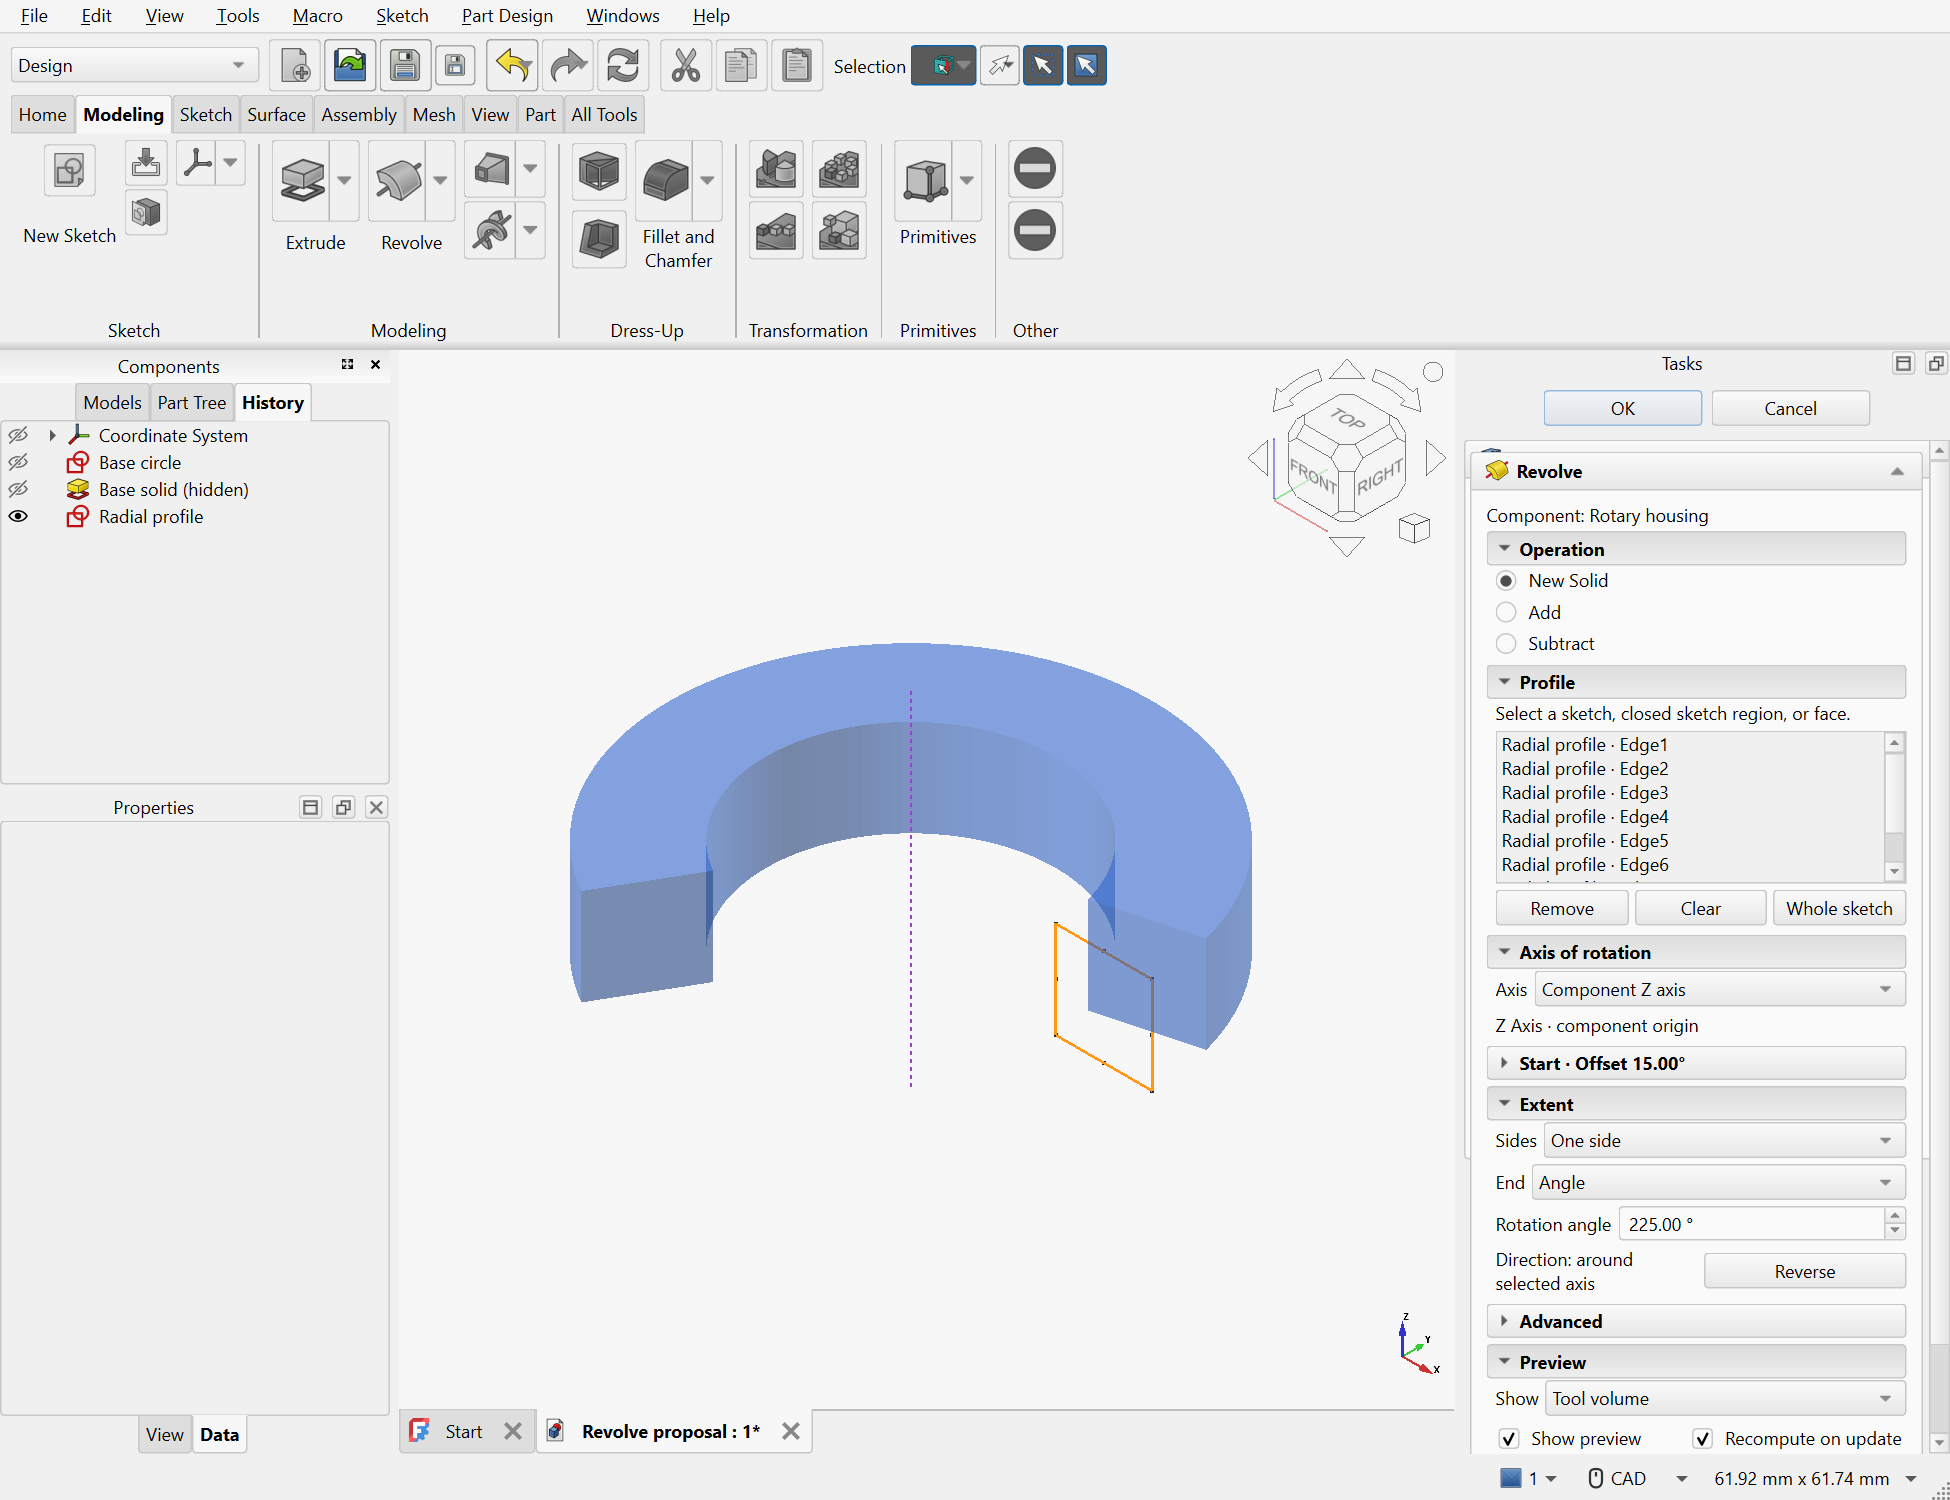 File Edit View Tools Macro Sketch Part Design Windows Help
Design
Selection
Home Modeling Sketch Surface Assembly Mesh View Part All Tools
New Sketch
Extrude
Revolve
Fillet and
Chamfer
Primitives
Sketch Modeling Dress-Up Transformation Primitives Other
Components
Models Part Tree History
Coordinate System
Base circle
Base solid (hidden)
Radial profile
Properties
View Data
TOP
FRONT
RIGHT
Z
Y
X
Start
Revolve proposal : 1*
Tasks
OK Cancel
Revolve
Component: Rotary housing
Operation
New Solid
Add
Subtract
Profile
Select a sketch, closed sketch region, or face.
Radial profile · Edge1
Radial profile · Edge2
Radial profile · Edge3
Radial profile · Edge4
Radial profile · Edge5
Radial profile · Edge6
Remove Clear Whole sketch
Axis of rotation
Axis Component Z axis
Z Axis · component origin
Start · Offset 15.00°
Extent
Sides One side
End Angle
Rotation angle 225.00 °
Direction: around
selected axis
Reverse
Advanced
Preview
Show Tool volume
Show preview Recompute on update
1 CAD 61.92 mm x 61.74 mm